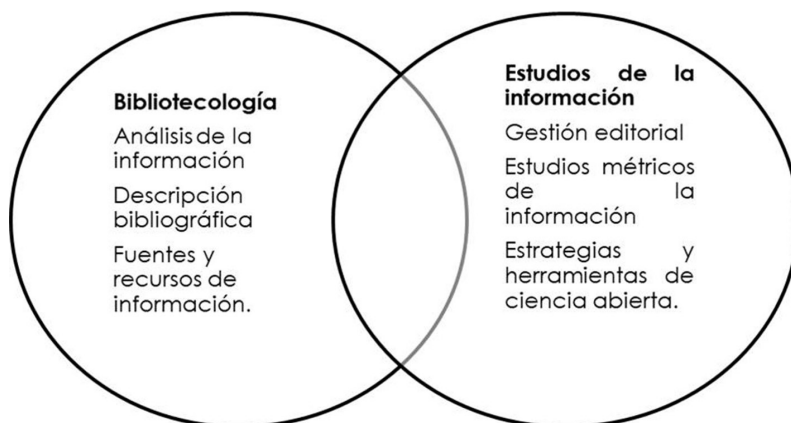 Bibliotecología
Análisis de la
información
Descripción
bibliográfica
Fuentes y
recursos de
información.
Estudios de la
información
Gestión editorial
Estudios métricos
de la
información
Estrategias y
herramientas de
ciencia abierta.